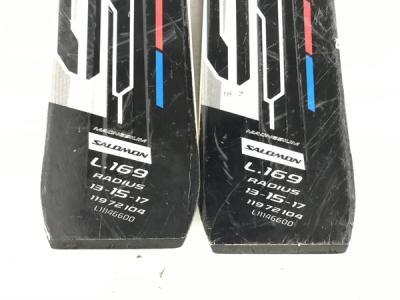 MAGNESIUM
SALOMON
L.169
RADIUS
13-15-17
119 72 104
L11146600
MAGNESIUM
SALOMON
L.169
RADIUS
13-15-17
119 72 104
L11146600